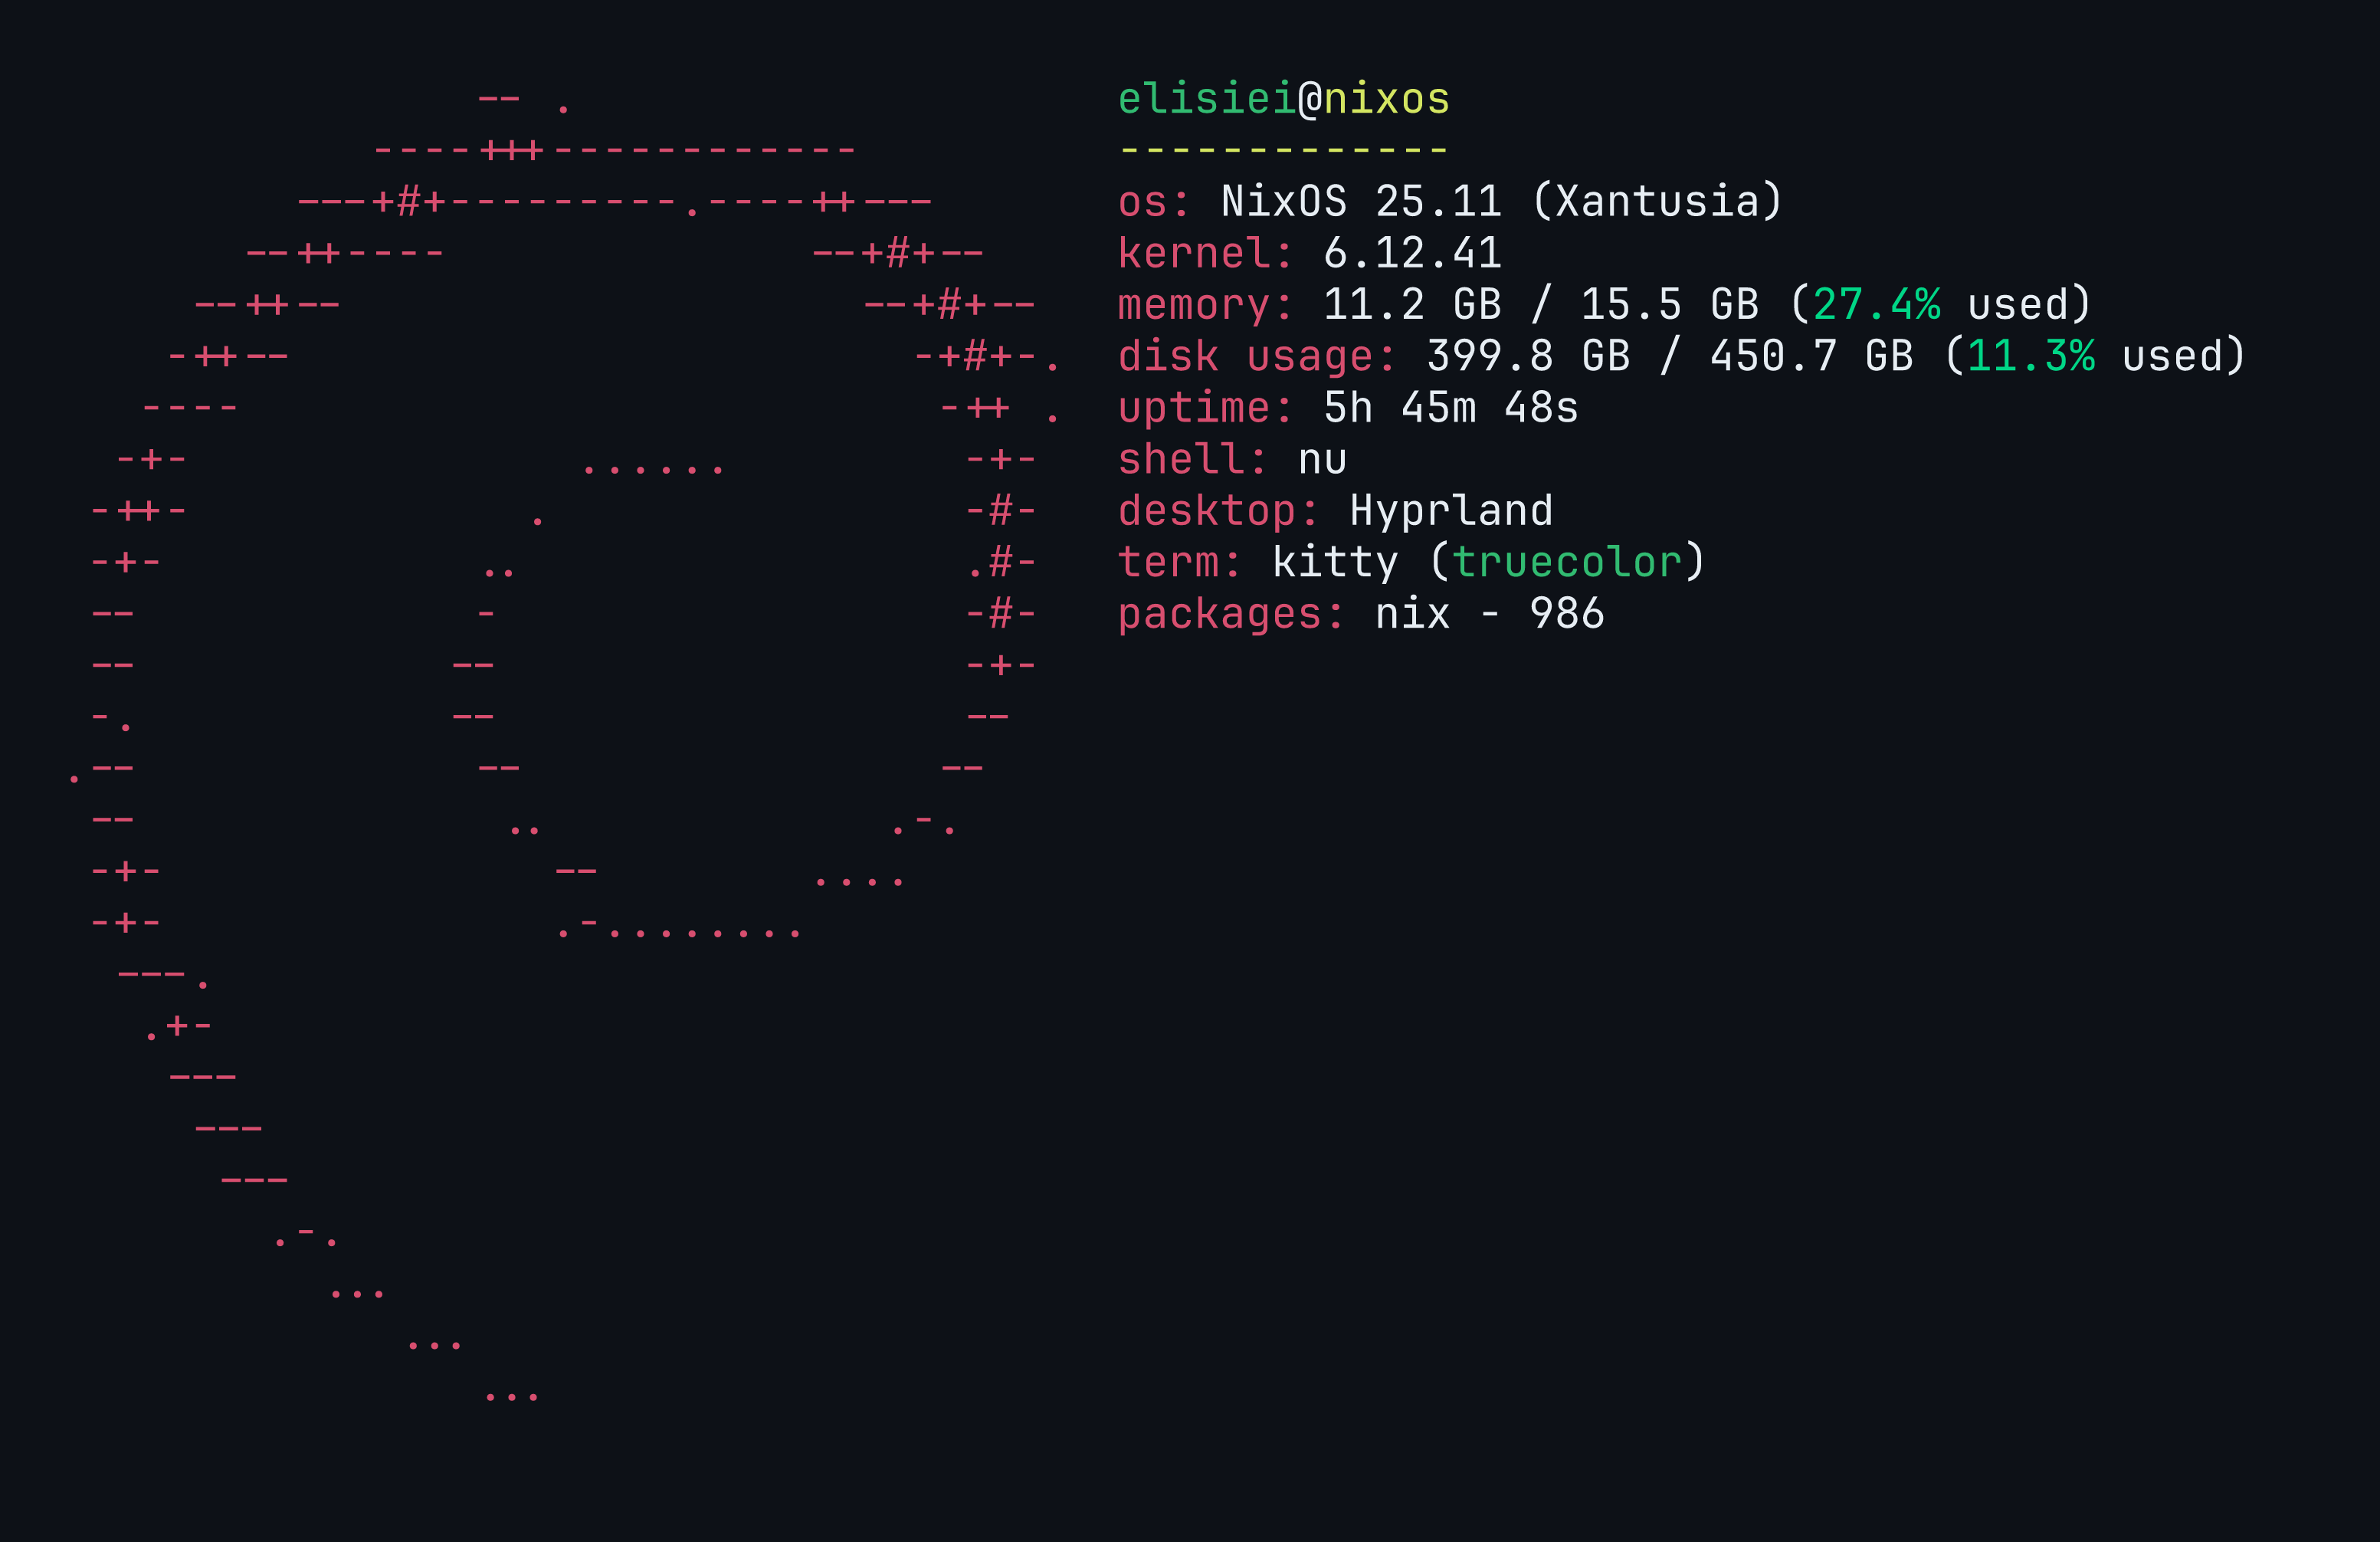 elisiei@nixos
-------------
os: NixOS 25.11 (Xantusia)
kernel: 6.12.41
memory: 11.2 GB / 15.5 GB (27.4% used)
disk usage: 399.8 GB / 450.7 GB (11.3% used)
uptime: 5h 45m 48s
shell: nu
desktop: Hyprland
term: kitty (truecolor)
packages: nix - 986